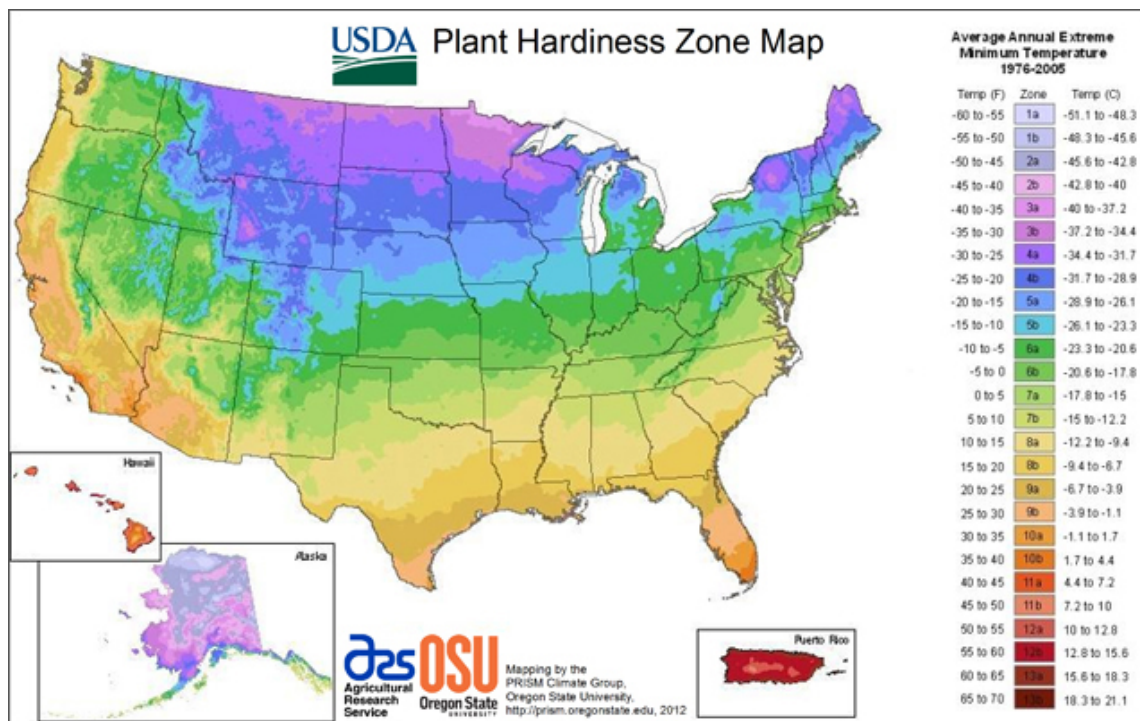 USDA
Plant Hardiness Zone Map
Average Annual Extreme
Minimum Temperature
1976-2005
Temp (F) Zone Temp (C)
-60 to -55 1a -51.1 to -48.3
-55 to -50 1b -48.3 to -45.6
-50 to -45 2a -45.6 to -42.8
-45 to -40 2b -42.8 to -40
-40 to -35 3a -40 to -37.2
-35 to -30 3b -37.2 to -34.4
-30 to -25 4a -34.4 to -31.7
-25 to -20 4b -31.7 to -28.9
-20 to -15 5a -28.9 to -26.1
-15 to -10 5b -26.1 to -23.3
-10 to -5 6a -23.3 to -20.6
-5 to 0 6b -20.6 to -17.8
0 to 5 7a -17.8 to -15
5 to 10 7b -15 to -12.2
10 to 15 8a -12.2 to -9.4
15 to 20 8b -9.4 to -6.7
20 to 25 9a -6.7 to -3.9
25 to 30 9b -3.9 to -1.1
30 to 35 10a -1.1 to 1.7
35 to 40 10b 1.7 to 4.4
40 to 45 11a 4.4 to 7.2
45 to 50 11b 7.2 to 10
50 to 55 12a 10 to 12.8
55 to 60 12b 12.8 to 15.6
60 to 65 13a 15.6 to 18.3
65 to 70 13b 18.3 to 21.1
Hawaii
Alaska
Puerto Rico
ars
Agricultural
Research
Service
OSU
Oregon State
UNIVERSITY
Mapping by the
PRISM Climate Group,
Oregon State University,
http://prism.oregonstate.edu, 2012